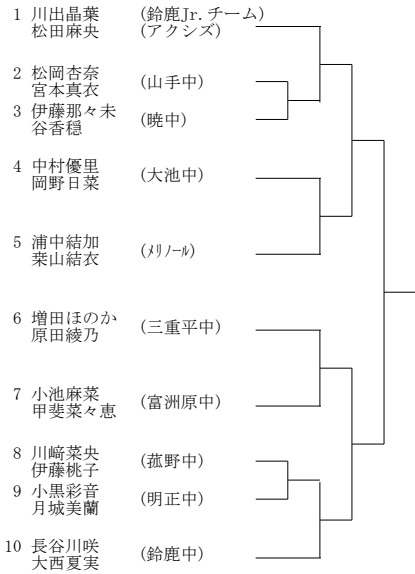 1 川出晶葉 (鈴鹿Jr.チーム)
松田麻央 (アクシズ)
2 松岡杏奈 (山手中)
宮本真衣
3 伊藤那々未 (暁中)
谷香穏
4 中村優里 (大池中)
岡野日菜
5 浦中結加 (メリノール)
栞山結衣
6 増田ほのか (三重平中)
原田綾乃
7 小池麻菜 (富洲原中)
甲斐菜々恵
8 川﨑菜央 (菰野中)
伊藤桃子
9 小黒彩音 (明正中)
月城美蘭
10 長谷川咲 (鈴鹿中)
大西夏実